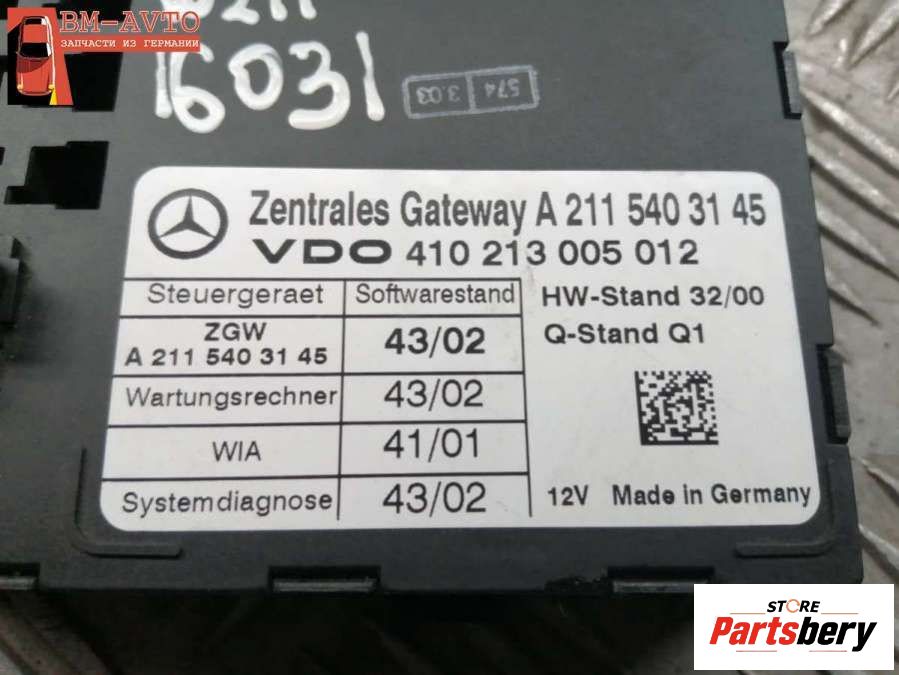 ВМ-АVТО
ЗАПЧАСТИ ИЗ ГЕРМАНИИ
16031
574 3.03
Zentrales Gateway A 211 540 31 45
VDO 410 213 005 012
Steuergeraet Softwarestand HW-Stand 32/00
ZGW
A 211 540 31 45 43/02 Q-Stand Q1
Wartungsrechner 43/02
WIA 41/01
Systemdiagnose 43/02 12V Made in Germany
STORE
Partsbery